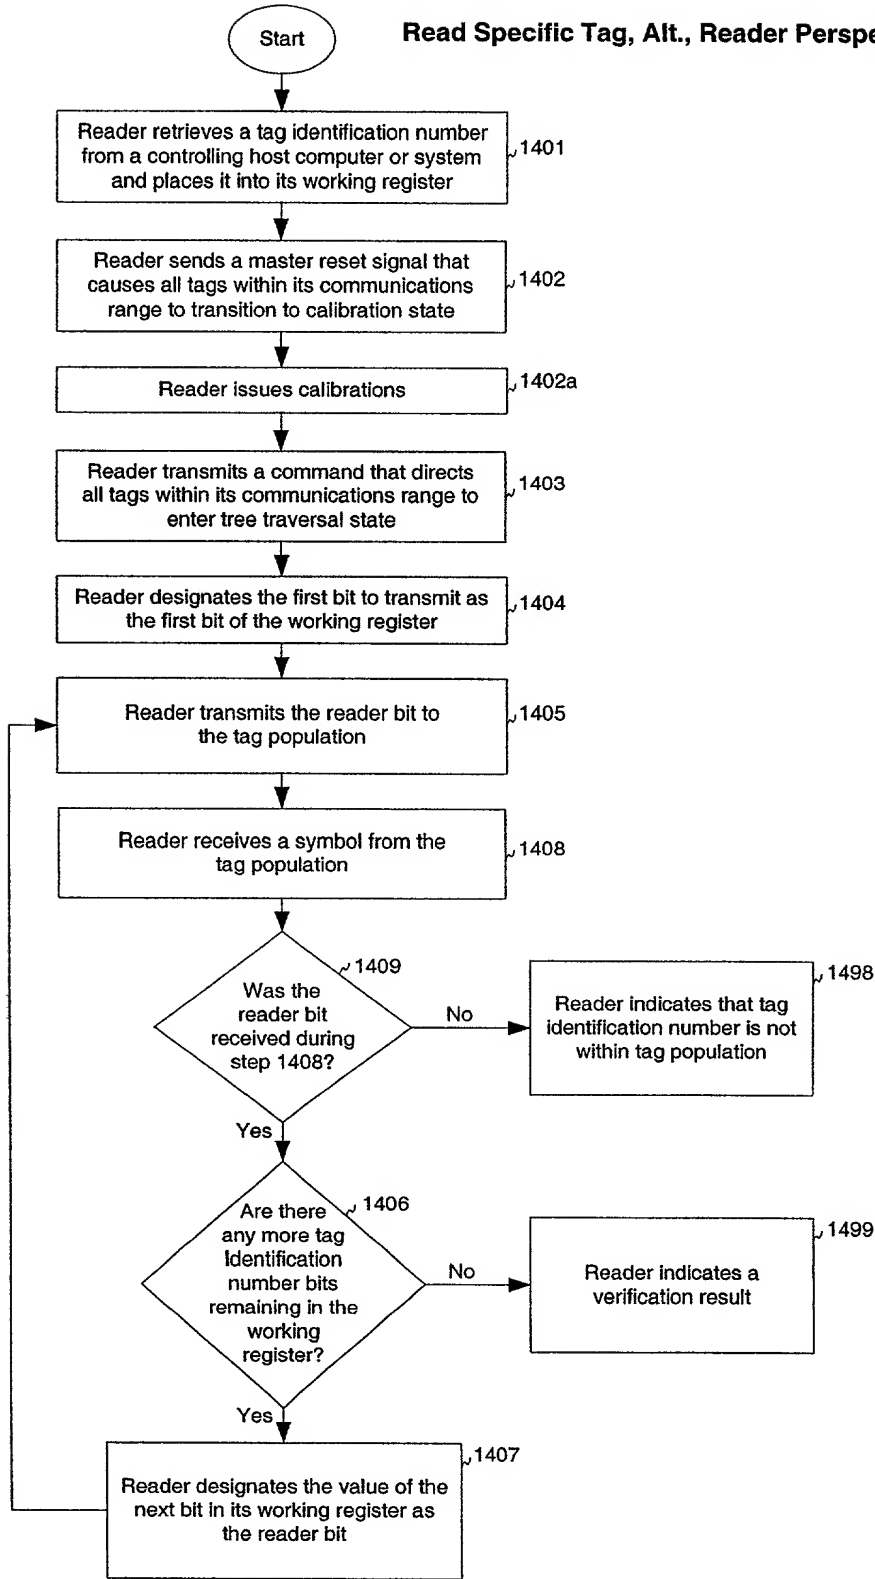 Start
Read Specific Tag, Alt., Reader Perspe
Reader retrieves a tag identification number
from a controlling host computer or system
and places it into its working register
1401
Reader sends a master reset signal that
causes all tags within its communications
range to transition to calibration state
1402
Reader issues calibrations
1402a
Reader transmits a command that directs
all tags within its communications range to
enter tree traversal state
1403
Reader designates the first bit to transmit as
the first bit of the working register
1404
Reader transmits the reader bit to
the tag population
1405
Reader receives a symbol from the
tag population
1408
Was the
reader bit
received during
step 1408?
1409
No
Reader indicates that tag
identification number is not
within tag population
1498
Yes
Are there
any more tag
Identification
number bits
remaining in the
working
register?
1406
No
Reader indicates a
verification result
1499
Yes
Reader designates the value of the
next bit in its working register as
the reader bit
1407